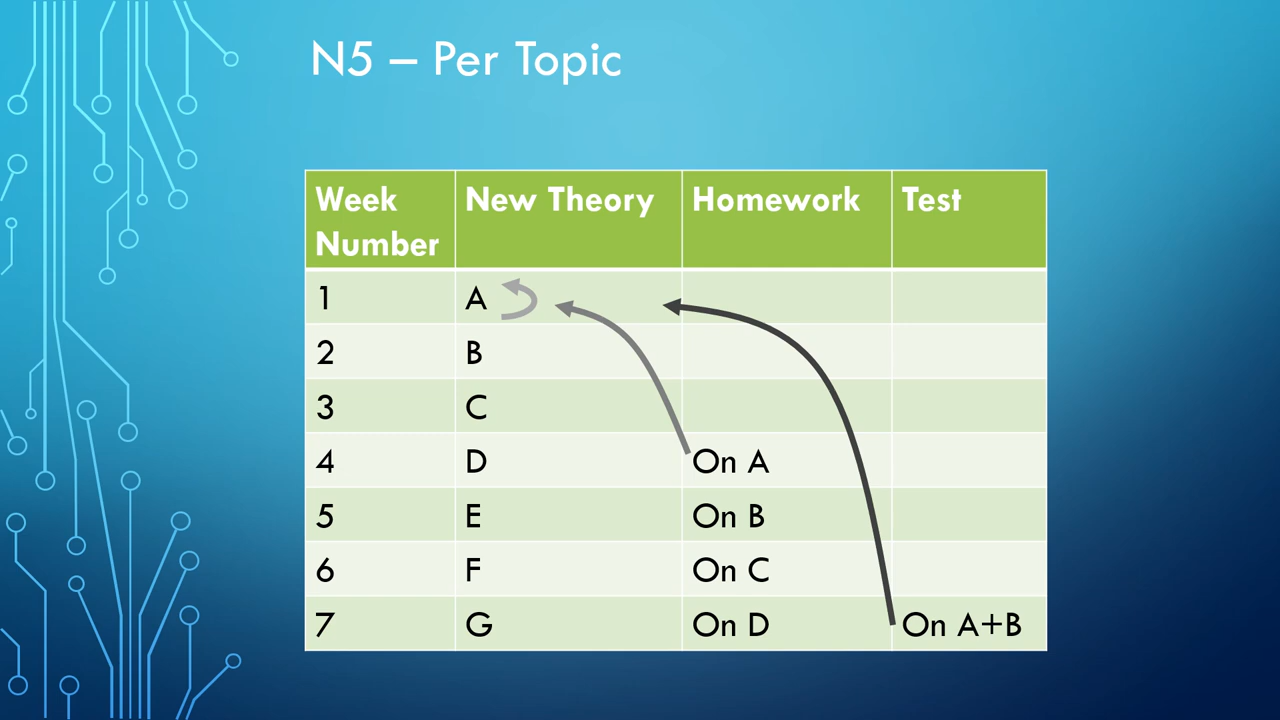 N5 – Per Topic
Week Number New Theory Homework Test
1 A
2 B
3 C
4 D On A
5 E On B
6 F On C
7 G On D On A+B